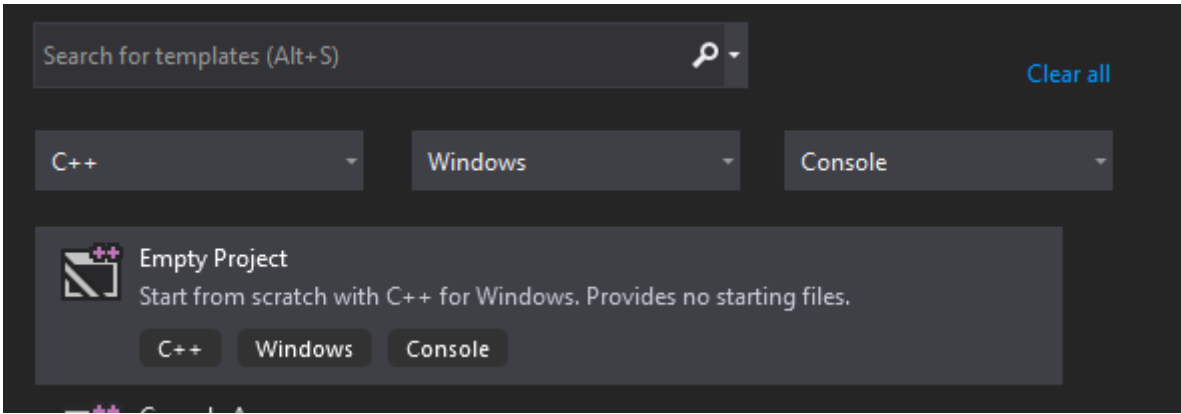 Search for templates (Alt+S)
Clear all
C++
Windows
Console
Empty Project
Start from scratch with C++ for Windows. Provides no starting files.
C++
Windows
Console